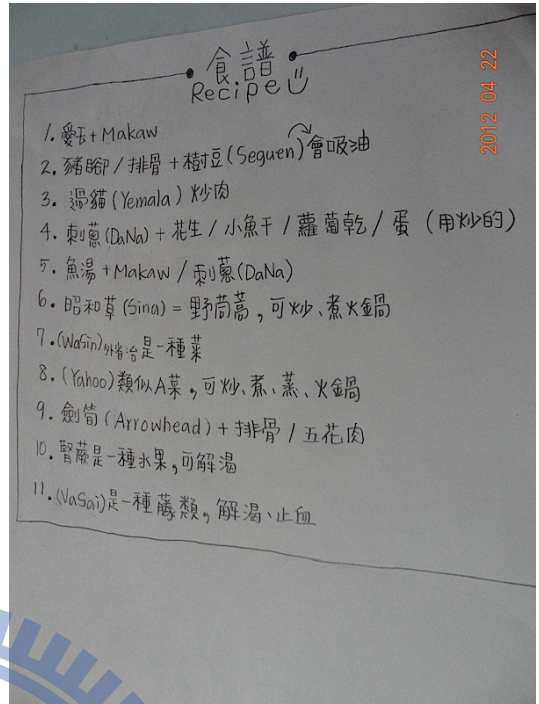 食譜
Recipe
2012 04 22
1. 愛玉 + Makaw
2. 豬腳 / 排骨 + 樹豆 (Seguen) 會吸油
3. 過貓 (Yemala) 炒肉
4. 刺蔥 (DaNa) + 花生 / 小魚干 / 蘿蔔乾 / 蛋 (用炒的)
5. 魚湯 + Makaw / 刺蔥 (DaNa)
6. 昭和草 (Sina) = 野茼蒿,可炒、煮火鍋
7. (WaSin) 是一種菜
8. (Yahoo) 類似A菜,可炒、煮、蒸、火鍋
9. 劍筍 (Arrowhead) + 排骨 / 五花肉
10. 腎蕨是一種水果,可解渴
11. (VaSai) 是一種藤類,解渴、止血